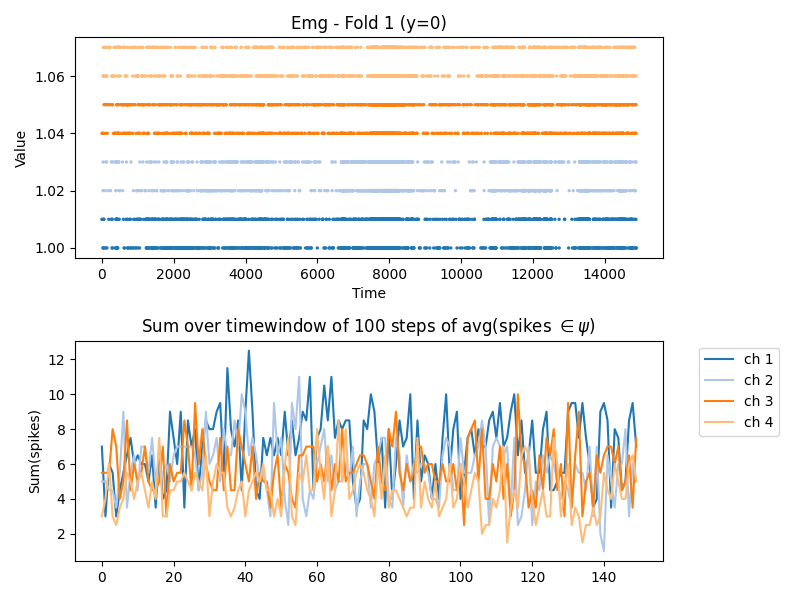 Emg - Fold 1 (y=0)
Value
1.06
1.04
1.02
1.00
0 2000 4000 6000 8000 10000 12000 14000
Time
Sum over timewindow of 100 steps of avg(spikes ∈ψ)
Sum(spikes)
12
10
8
6
4
2
0 20 40 60 80 100 120 140
ch 1
ch 2
ch 3
ch 4